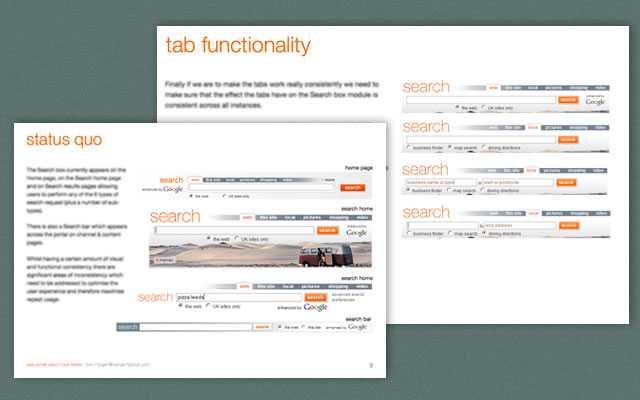 tab functionality
Finally if we are to make the tabs work really consistently we need to
make sure that the effect the tabs have on the Search box module is
consistent across all instances.
search
web this site local pictures shopping video
search
enhanced by
Google
the web UK sites only
search
web this site local pictures shopping video
search
business finder map search driving directions
search
web this site local pictures shopping video
business name or type
in town or postcode
search
business finder map search driving directions
search
web this site local pictures shopping video
to end address
search
business finder map search driving directions
status quo
The Search box currently appears on the
Home page, on the Search home page
and on Search results pages allowing
users to perform any of the 6 types of
search request (plus a number of sub-
types).
There is also a Search bar which appears
across the portal on channel & content
pages.
Whilst having a certain amount of visual
and functional consistency there are
significant areas of inconsistency which
need to be addressed to optimise the
user experience and therefore maximise
repeat usage.
home page
search
web this site local pictures shopping video
more
enhanced by Google
search
the web UK sites only
search home
search
web this site local pictures shopping video
search
the web UK sites only
enhanced by
Google
search home
web this site local pictures shopping video
search
pizza leeds
search
advanced search
preferences
the web UK sites only
enhanced by Google
search bar
search
search
the web this site
enhanced by Google
3